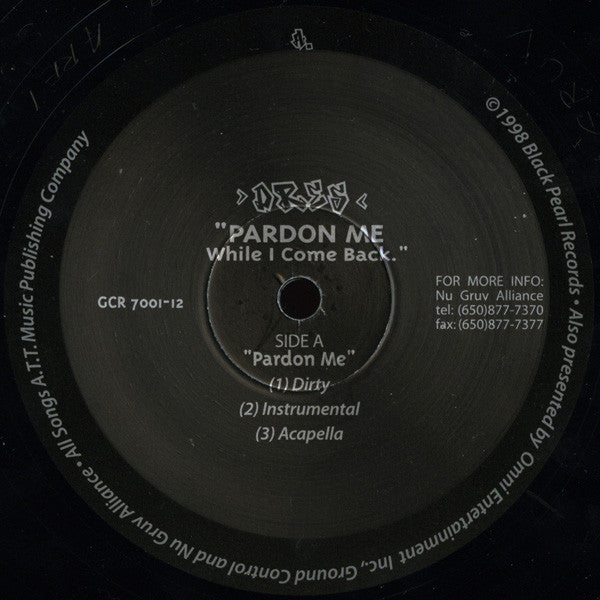 1.
>DRES<
"PARDON ME
While I Come Back."
GCR 7001-12
FOR MORE INFO:
Nu Gruv Alliance
tel: (650)877-7370
fax:(650)877-7377
SIDE A
"Pardon Me"
(1) Dirty
(2) Instrumental
(3) Acapella
©1998 Black Pearl Records • Also presented by Omni Entertainment Inc., Ground Control and Nu Gruv Alliance • All Songs A.T.T. Music Publishing Company